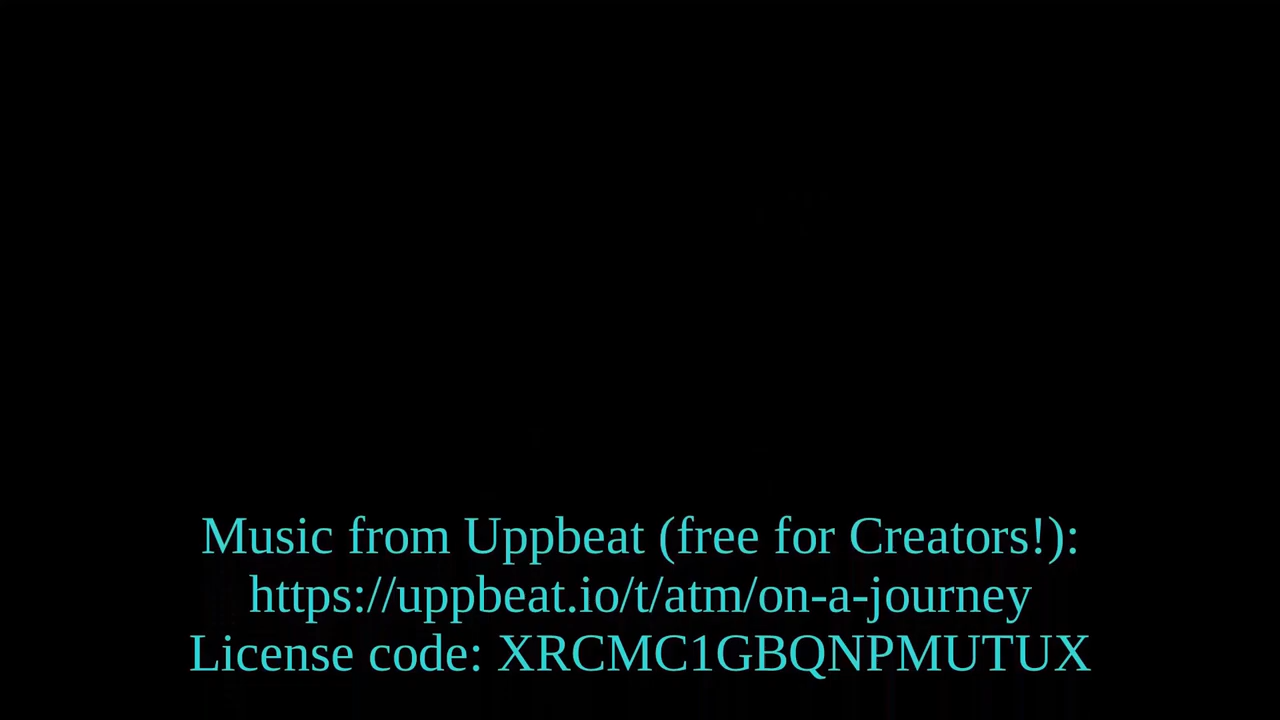 Music from Uppbeat (free for Creators!):
https://uppbeat.io/t/atm/on-a-journey
License code: XRCMC1GBQNPMUTUX